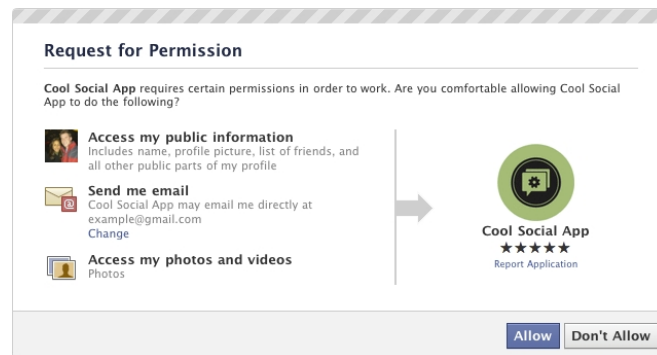 Request for Permission
Cool Social App requires certain permissions in order to work. Are you comfortable allowing Cool Social
App to do the following?
Access my public information
Includes name, profile picture, list of friends, and
all other public parts of my profile
Send me email
Cool Social App may email me directly at
example@gmail.com
Change
Access my photos and videos
Photos
Cool Social App
★★★★★
Report Application
Allow
Don't Allow